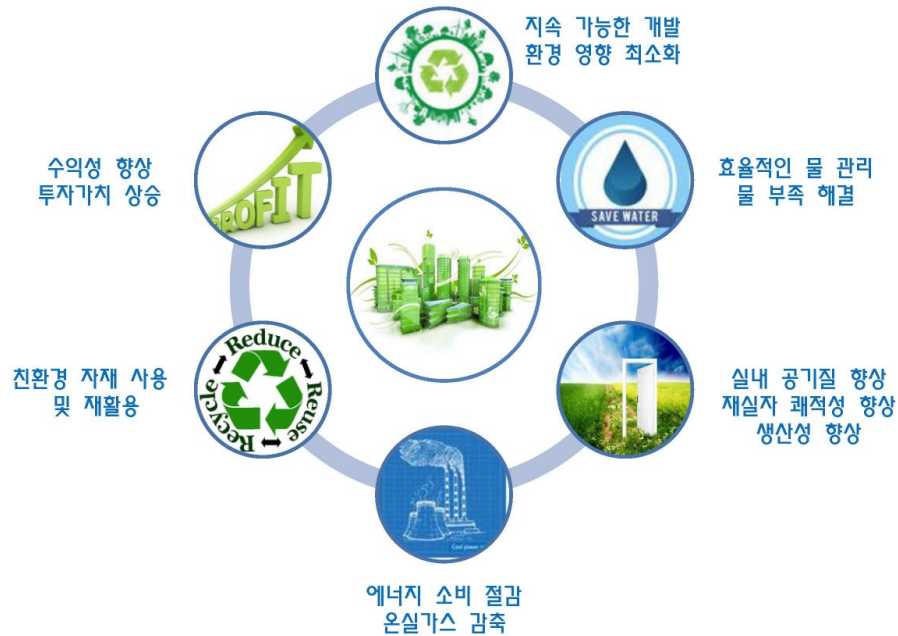 지속 가능한 개발
환경 영향 최소화
수익성 향상
투자가치 상승
PROFIT
효율적인 물 관리
물 부족 해결
SAVE WATER
친환경 자재 사용
및 재활용
Reduce
Reuse
Recycle
실내 공기질 향상
재실자 쾌적성 향상
생산성 향상
Coal power
에너지 소비 절감
온실가스 감축